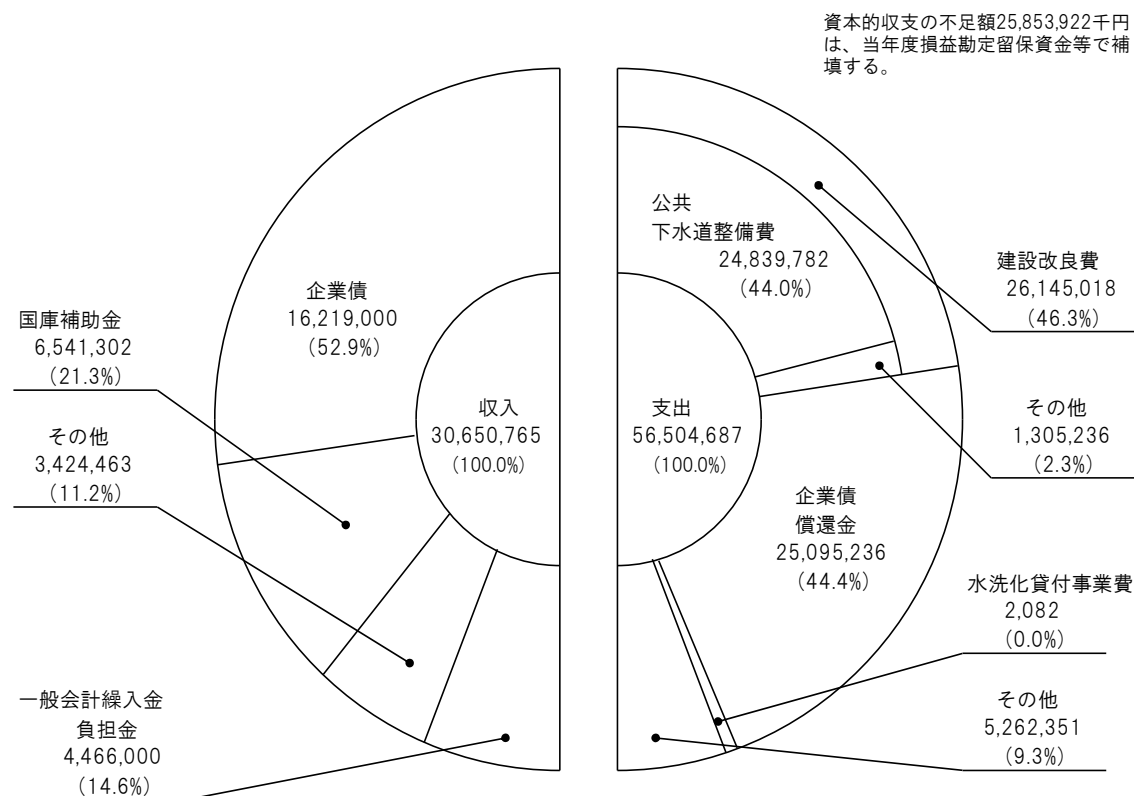 資本的収支の不足額25,853,922千円
は、当年度損益勘定留保資金等で補
填する。
企業債
16,219,000
(52.9%)
国庫補助金
6,541,302
(21.3%)
その他
3,424,463
(11.2%)
一般会計繰入金
負担金
4,466,000
(14.6%)
収入
30,650,765
(100.0%)
支出
56,504,687
(100.0%)
公共
下水道整備費
24,839,782
(44.0%)
建設改良費
26,145,018
(46.3%)
その他
1,305,236
(2.3%)
企業債
償還金
25,095,236
(44.4%)
水洗化貸付事業費
2,082
(0.0%)
その他
5,262,351
(9.3%)